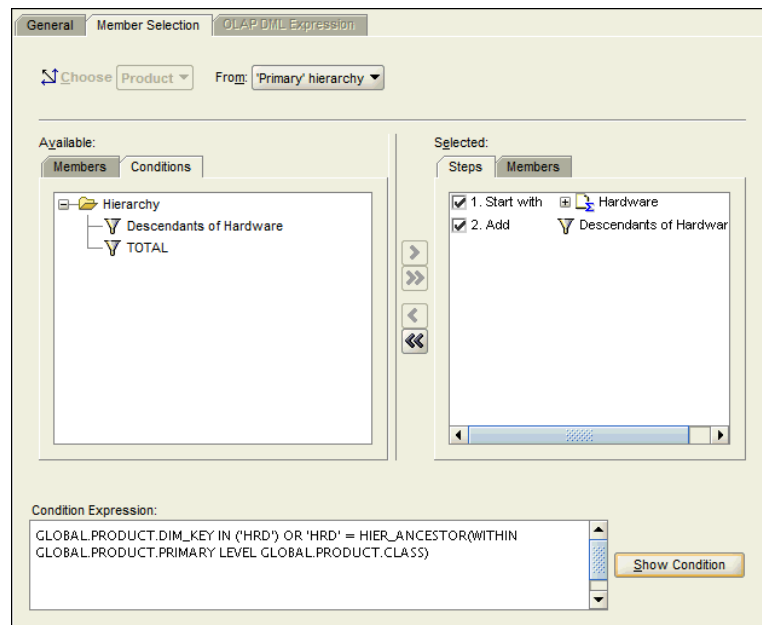 General Member Selection OLAP DML Expression
Choose Product From: 'Primary' hierarchy
Available: Selected:
Members Conditions Steps Members
Hierarchy
Descendants of Hardware
TOTAL
1. Start with Hardware
2. Add Descendants of Hardwar
Condition Expression:
GLOBAL.PRODUCT.DIM_KEY IN ('HRD') OR 'HRD' = HIER_ANCESTOR(WITHIN
GLOBAL.PRODUCT.PRIMARY LEVEL GLOBAL.PRODUCT.CLASS)
Show Condition